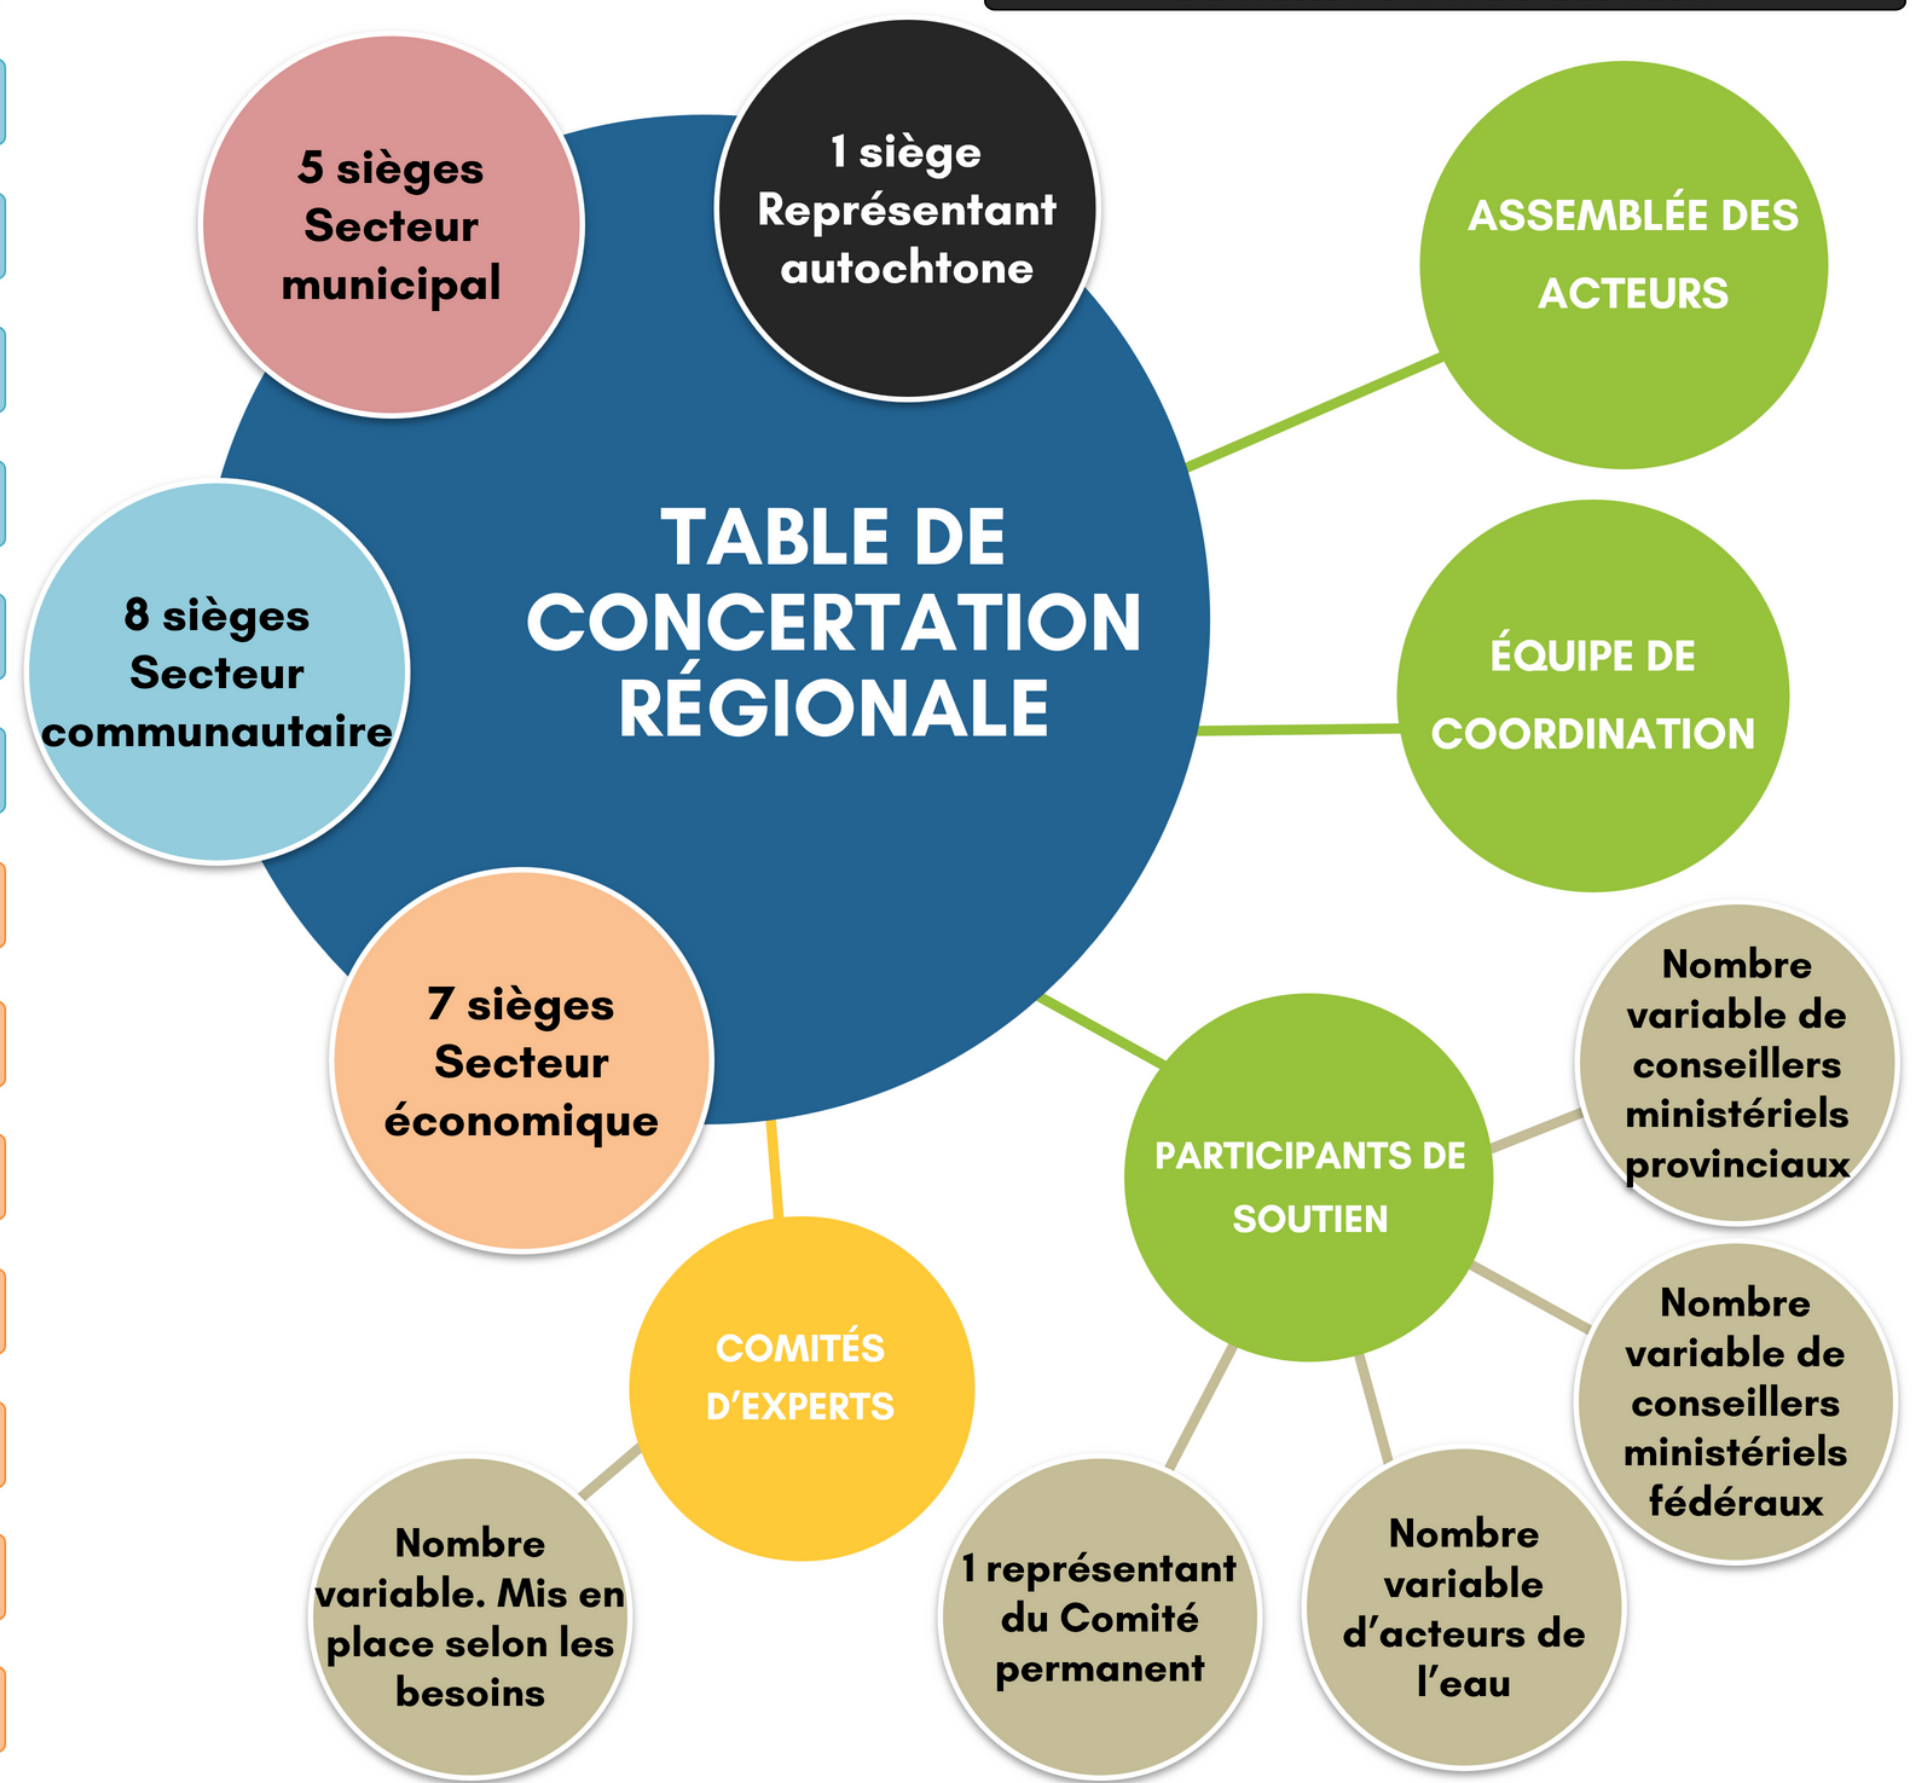 5 sièges
Secteur
municipal
1 siège
Représentant
autochtone
ASSEMBLÉE DES
ACTEURS
TABLE DE
CONCERTATION
RÉGIONALE
8 sièges
Secteur
communautaire
ÉQUIPE DE
COORDINATION
7 sièges
Secteur
économique
Nombre
variable de
conseillers
ministériels
provinciaux
PARTICIPANTS DE
SOUTIEN
Nombre
variable de
conseillers
ministériels
fédéraux
COMITÉS
D’EXPERTS
Nombre
variable. Mis en
place selon les
besoins
1 représentant
du Comité
permanent
Nombre
variable
d’acteurs de
l’eau